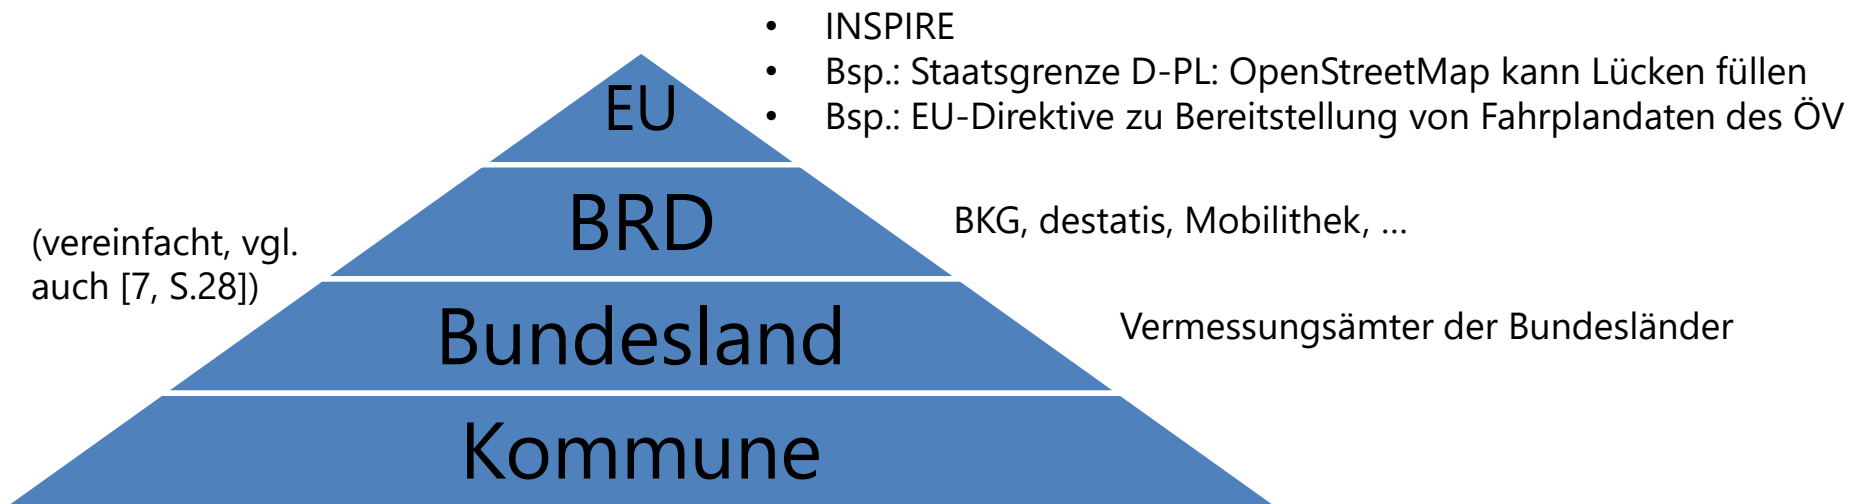 • INSPIRE
• Bsp.: Staatsgrenze D-PL: OpenStreetMap kann Lücken füllen
• Bsp.: EU-Direktive zu Bereitstellung von Fahrplandaten des ÖV
EU
BRD
BKG, destatis, Mobilithek, ...
(vereinfacht, vgl.
auch [7, S.28])
Bundesland
Vermessungsämter der Bundesländer
Kommune